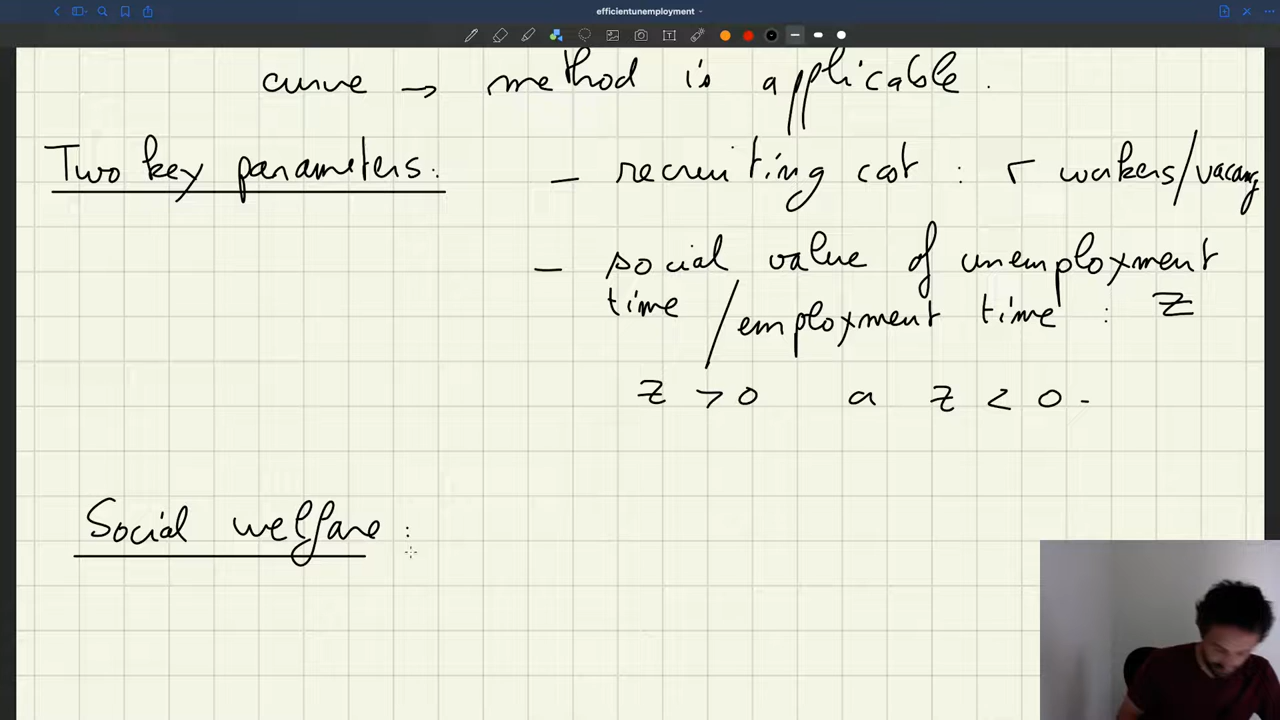 efficientunemployment
curve → method is applicable.
Two key parameters: - recruiting cost : r workers/vacancy
- social value of unemployment
time / employment time : Z
Z > 0 or Z < 0 -
Social welfare :